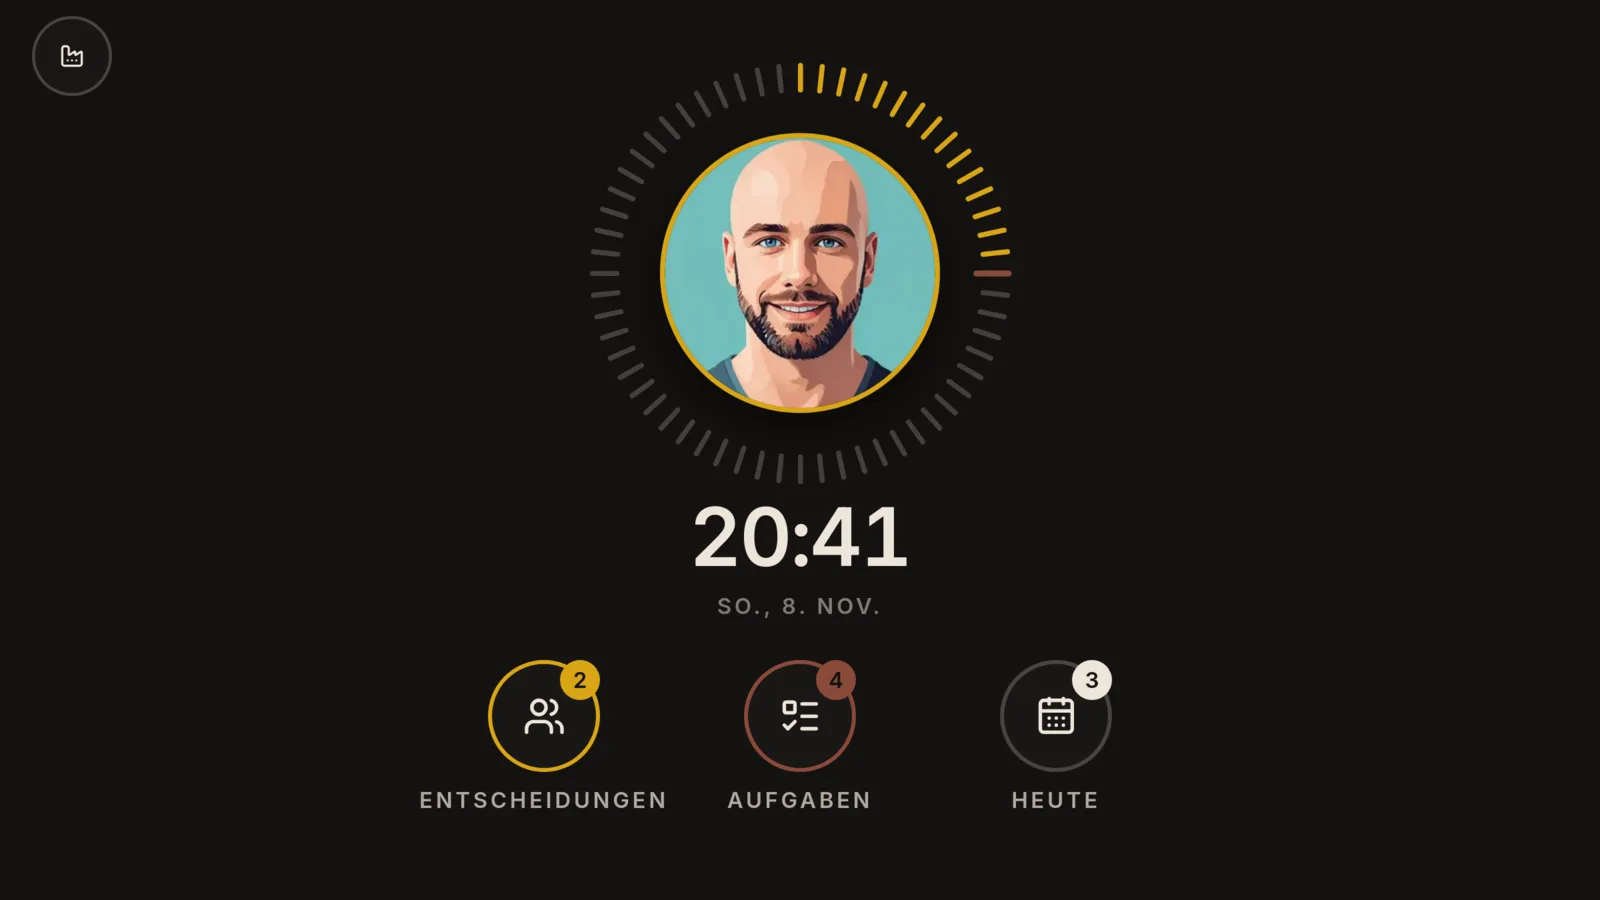 20:41
SO., 8. NOV.
2
4
3
ENTSCHEIDUNGEN
AUFGABEN
HEUTE